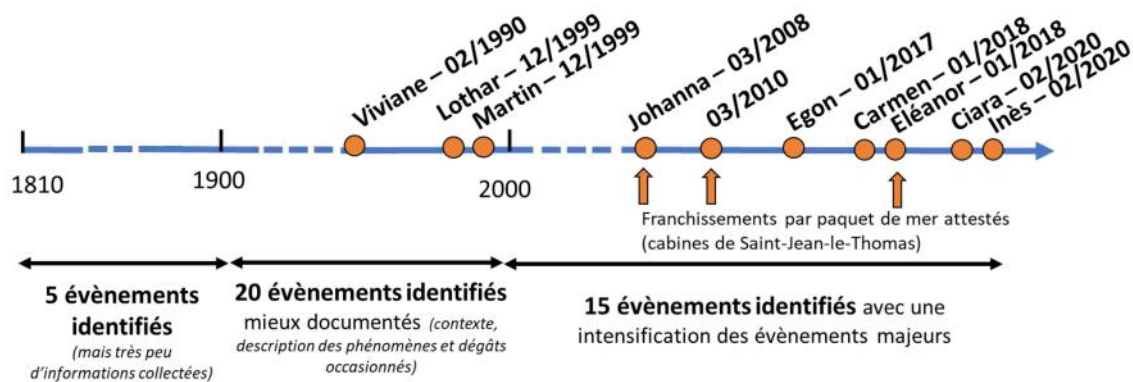 Viviane – 02/1990
Lothar – 12/1999
Martin – 12/1999
Johanna – 03/2008
03/2010
Egon – 01/2017
Carmen – 01/2018
Eléanor – 01/2018
Ciara – 02/2020
Inès – 02/2020
1810
1900
2000
Franchissements par paquet de mer attestés
(cabines de Saint-Jean-le-Thomas)
5 évènements
identifiés
(mais très peu
d'informations collectées)
20 évènements identifiés
mieux documentés (contexte,
description des phénomènes et dégâts
occasionnés)
15 évènements identifiés avec une
intensification des évènements majeurs